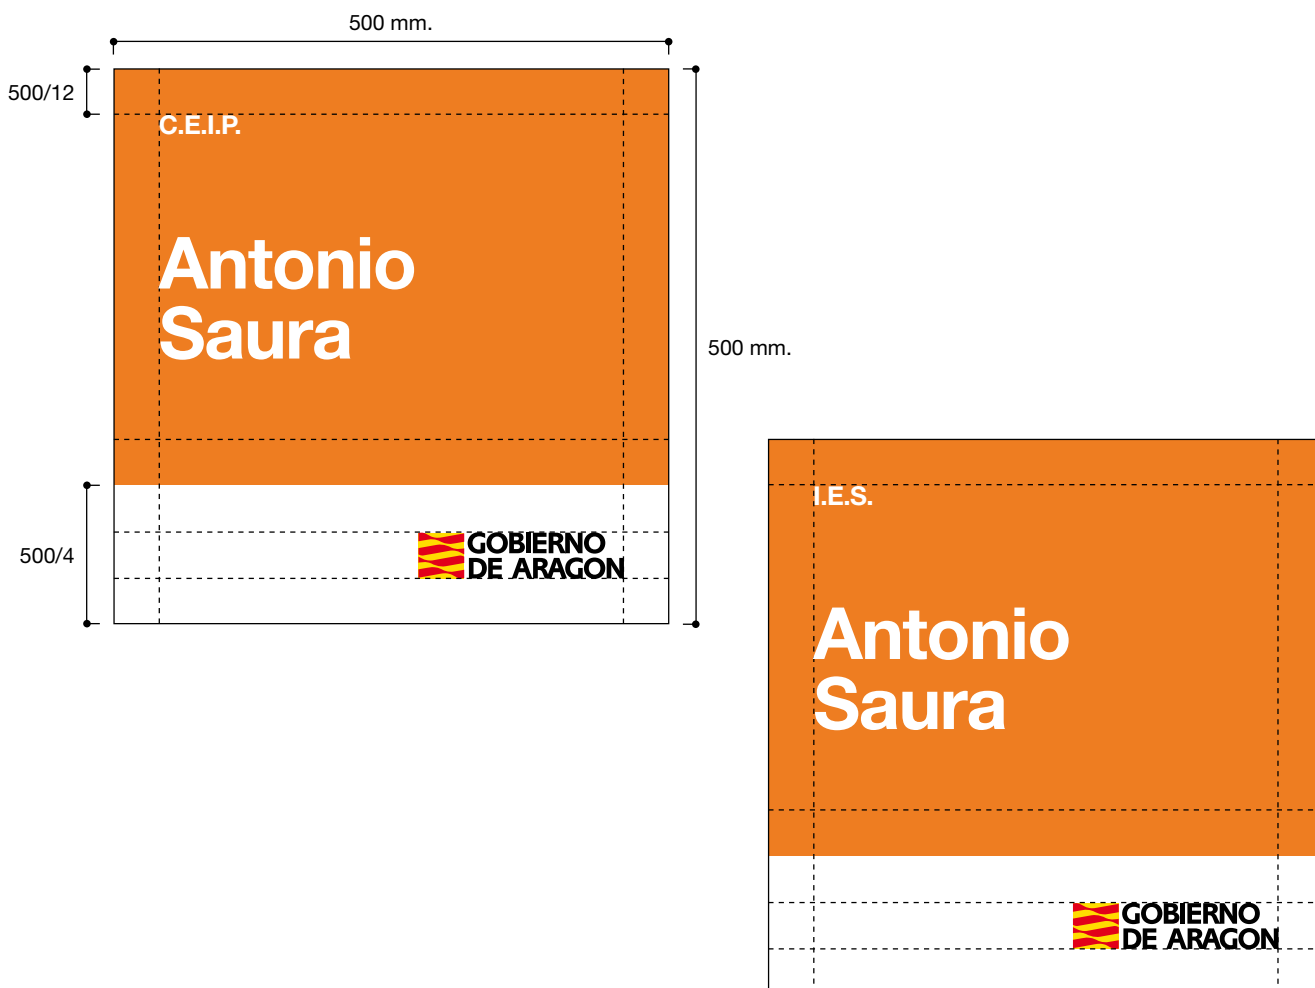 500 mm.
500/12
C.E.I.P.
Antonio
Saura
500 mm.
500/4
GOBIERNO
DE ARAGON
I.E.S.
Antonio
Saura
GOBIERNO
DE ARAGON